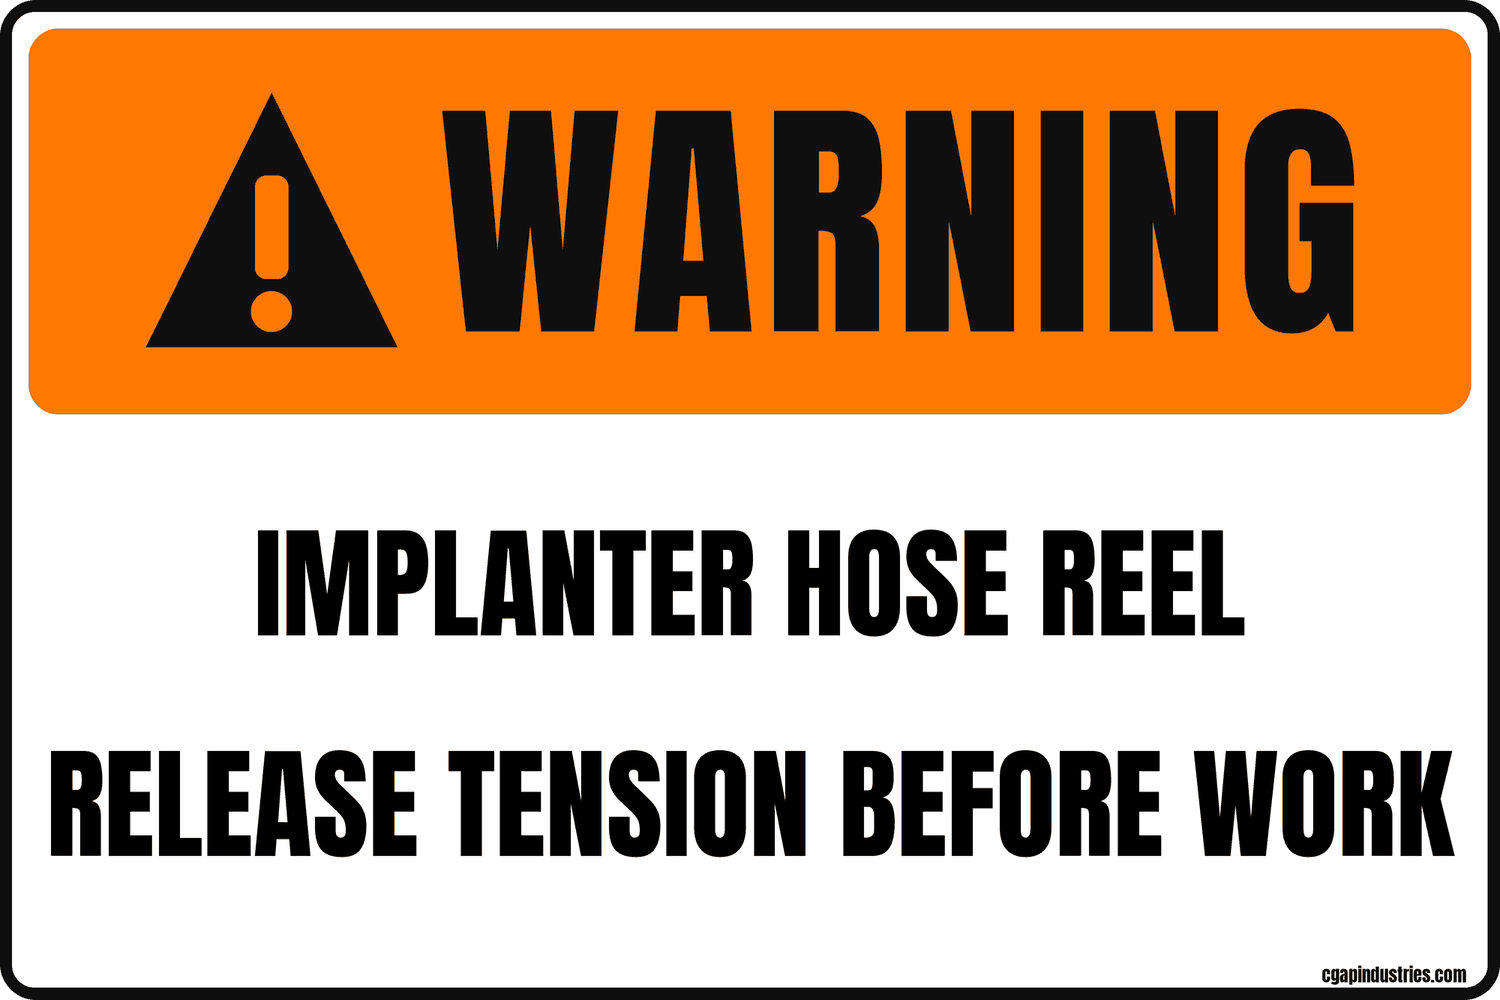 WARNING
IMPLANTER HOSE REEL
RELEASE TENSION BEFORE WORK
cgapindustries.com